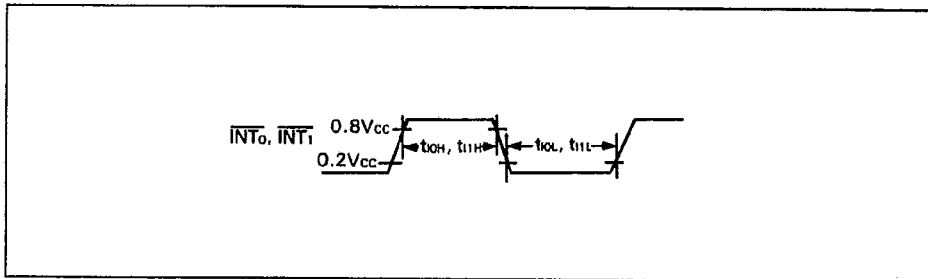 INT0, INT1 0.8Vcc
tI0H, tI1H
tI0L, tI1L
0.2Vcc